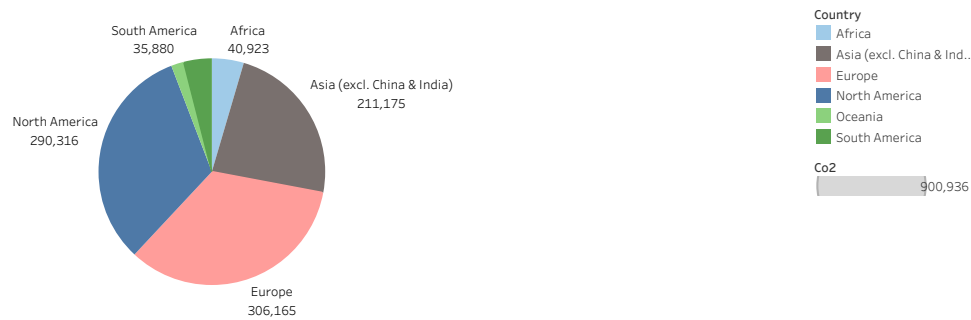 South America
35,880
Africa
40,923
Asia (excl. China & India)
211,175
North America
290,316
Europe
306,165
Country
Africa
Asia (excl. China & Ind..
Europe
North America
Oceania
South America
Co2
900,936